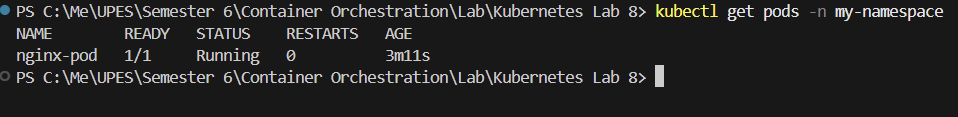 PS C:\Me\UPES\Semester 6\Container Orchestration\Lab\Kubernetes Lab 8> kubectl get pods -n my-namespace
NAME READY STATUS RESTARTS AGE
nginx-pod 1/1 Running 0 3m11s
PS C:\Me\UPES\Semester 6\Container Orchestration\Lab\Kubernetes Lab 8>